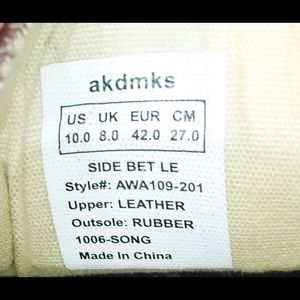 akdmks
US UK EUR CM
10.0 8.0 42.0 27.0
SIDE BET LE
Style#: AWA109-201
Upper: LEATHER
Outsole: RUBBER
1006-SONG
Made In China